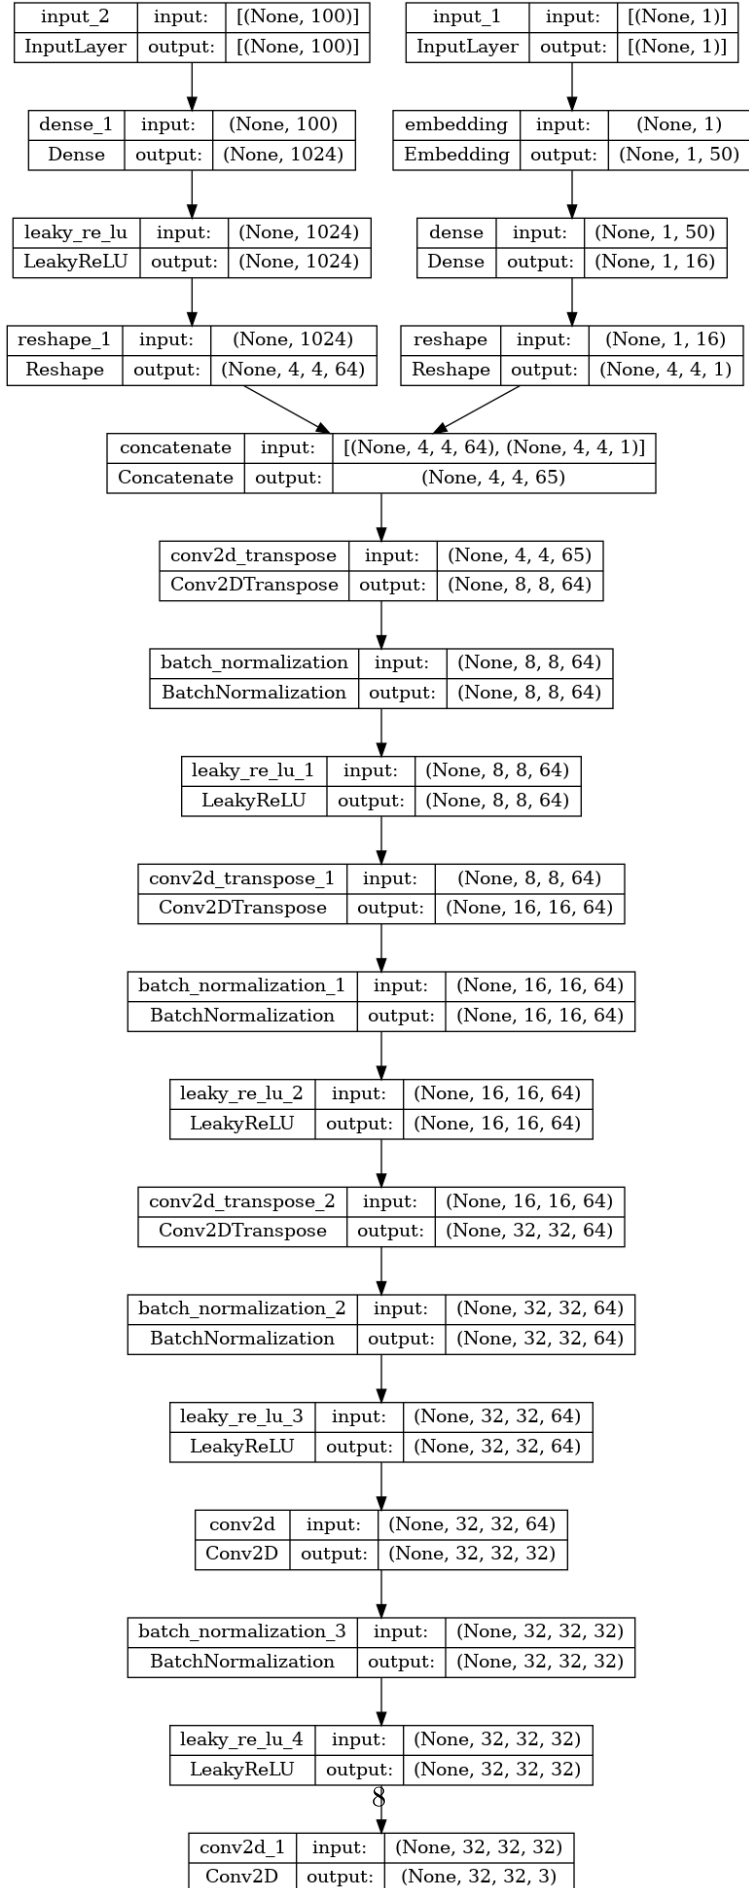 input_2 input: [(None, 100)]
InputLayer output: [(None, 100)]
input_1 input: [(None, 1)]
InputLayer output: [(None, 1)]
dense_1 input: (None, 100)
Dense output: (None, 1024)
embedding input: (None, 1)
Embedding output: (None, 1, 50)
leaky_re_lu input: (None, 1024)
LeakyReLU output: (None, 1024)
dense input: (None, 1, 50)
Dense output: (None, 1, 16)
reshape_1 input: (None, 1024)
Reshape output: (None, 4, 4, 64)
reshape input: (None, 1, 16)
Reshape output: (None, 4, 4, 1)
concatenate input: [(None, 4, 4, 64), (None, 4, 4, 1)]
Concatenate output: (None, 4, 4, 65)
conv2d_transpose input: (None, 4, 4, 65)
Conv2DTranspose output: (None, 8, 8, 64)
batch_normalization input: (None, 8, 8, 64)
BatchNormalization output: (None, 8, 8, 64)
leaky_re_lu_1 input: (None, 8, 8, 64)
LeakyReLU output: (None, 8, 8, 64)
conv2d_transpose_1 input: (None, 8, 8, 64)
Conv2DTranspose output: (None, 16, 16, 64)
batch_normalization_1 input: (None, 16, 16, 64)
BatchNormalization output: (None, 16, 16, 64)
leaky_re_lu_2 input: (None, 16, 16, 64)
LeakyReLU output: (None, 16, 16, 64)
conv2d_transpose_2 input: (None, 16, 16, 64)
Conv2DTranspose output: (None, 32, 32, 64)
batch_normalization_2 input: (None, 32, 32, 64)
BatchNormalization output: (None, 32, 32, 64)
leaky_re_lu_3 input: (None, 32, 32, 64)
LeakyReLU output: (None, 32, 32, 64)
conv2d input: (None, 32, 32, 64)
Conv2D output: (None, 32, 32, 32)
batch_normalization_3 input: (None, 32, 32, 32)
BatchNormalization output: (None, 32, 32, 32)
leaky_re_lu_4 input: (None, 32, 32, 32)
LeakyReLU output: (None, 32, 32, 32)
8
conv2d_1 input: (None, 32, 32, 32)
Conv2D output: (None, 32, 32, 3)